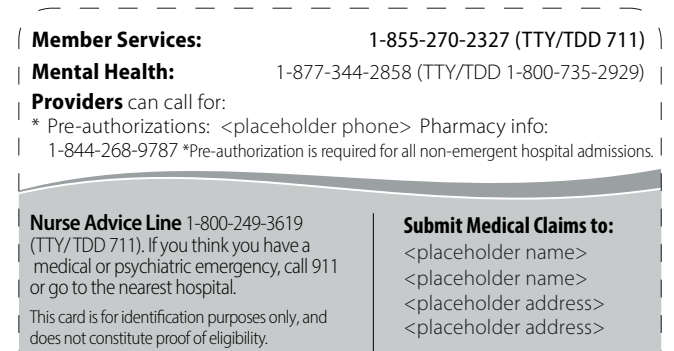 Member Services: 1-855-270-2327 (TTY/TDD 711)
Mental Health: 1-877-344-2858 (TTY/TDD 1-800-735-2929)
Providers can call for:
* Pre-authorizations: <placeholder phone> Pharmacy info:
1-844-268-9787 *Pre-authorization is required for all non-emergent hospital admissions.
Nurse Advice Line 1-800-249-3619
(TTY/TDD 711). If you think you have a
medical or psychiatric emergency, call 911
or go to the nearest hospital.
This card is for identification purposes only, and
does not constitute proof of eligibility.
Submit Medical Claims to:
<placeholder name>
<placeholder name>
<placeholder address>
<placeholder address>